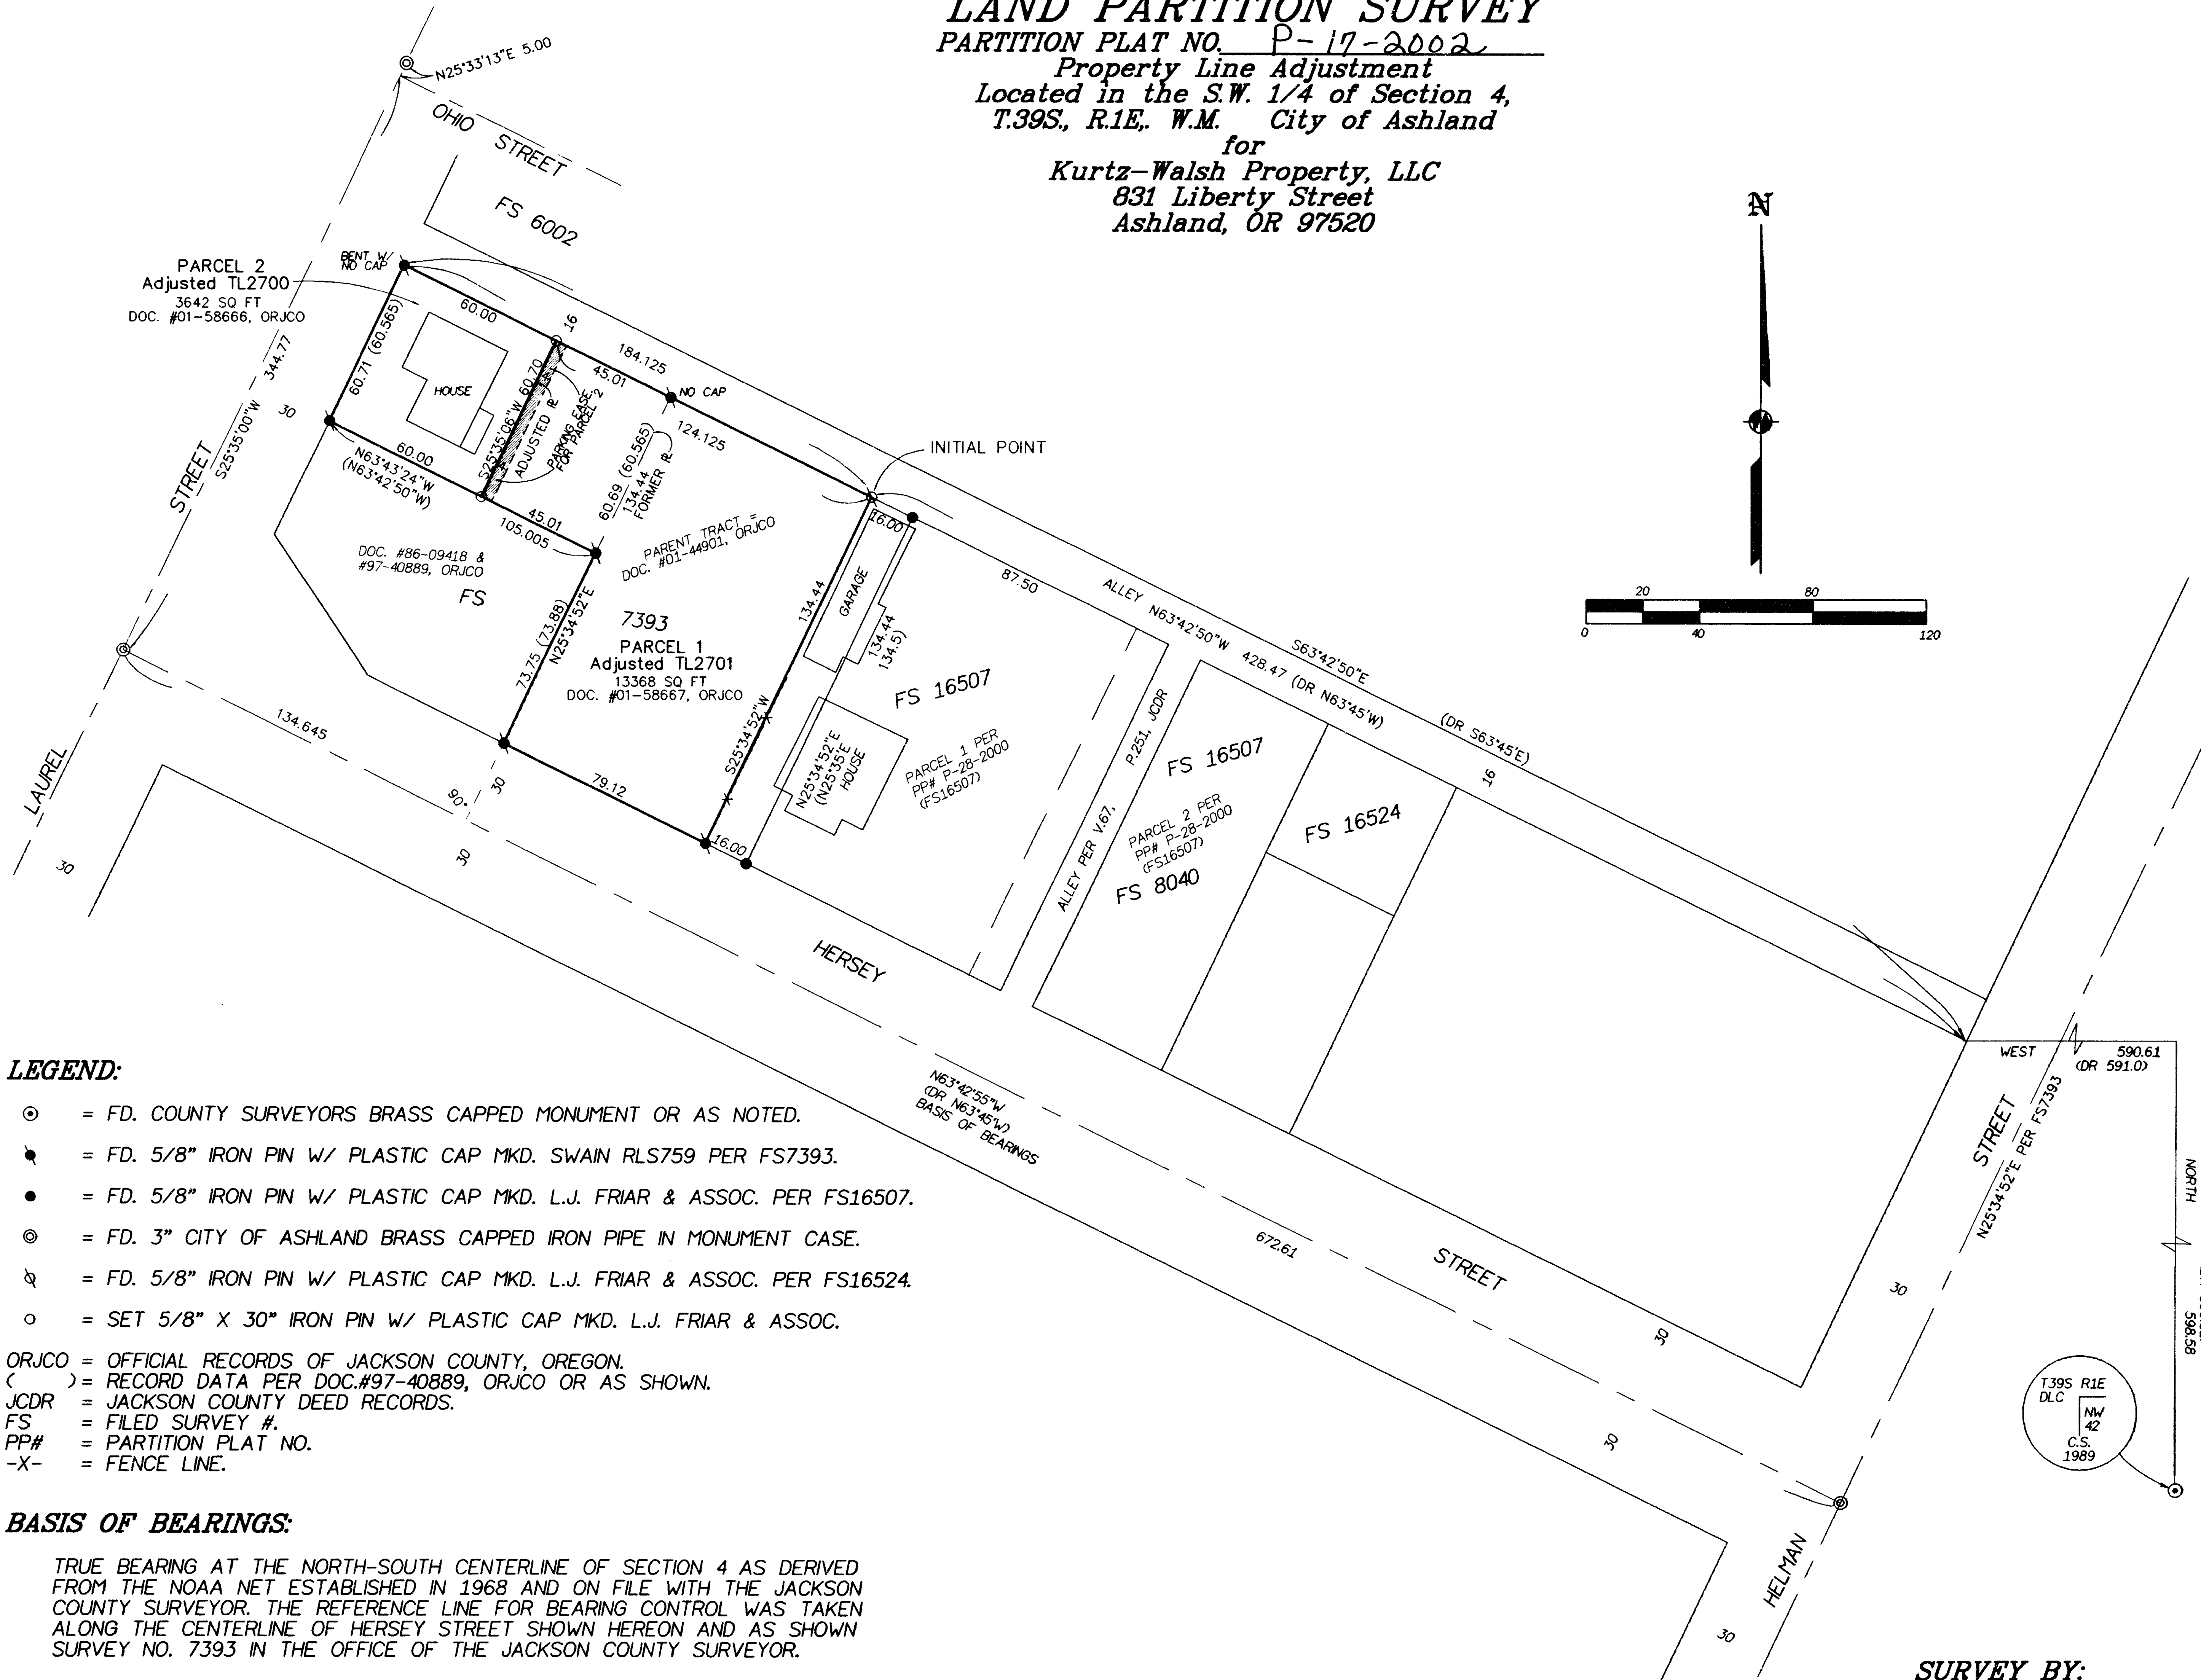 LAND PARTITION SURVEY
PARTITION PLAT NO. P-17-2002
Property Line Adjustment
Located in the S.W. 1/4 of Section 4,
T.39S., R.1E,. W.M. City of Ashland
for
Kurtz-Walsh Property, LLC
831 Liberty Street
Ashland, OR 97520
N25°33'13"E 5.00
OHIO STREET
FS 6002
N
PARCEL 2
Adjusted TL2700
3642 SQ FT
DOC. #01-58666, ORJCO
BENT W/
NO CAP
60.00
16
184.125
45.01
NO CAP
124.125
INITIAL POINT
344.77
S25°35'00"W
30
60.71 (60.565)
HOUSE
S25°35'06"W 60.70
ADJUSTED PL
PARKING EASE.
FOR PARCEL 2
60.00
N63°43'24"W
(N63°42'50"W)
60.69 (60.565)
134.44
FORMER PL
45.01
105.005
PARENT TRACT =
DOC. #01-44901, ORJCO
DOC. #86-09418 &
#97-40889, ORJCO
FS
7393
PARCEL 1
Adjusted TL2701
13368 SQ FT
DOC. #01-58667, ORJCO
73.75 (73.88)
N25°34'52"E
16.00
134.44
GARAGE
134.44
134.5)
S25°34'52"W
N25°34'52"E
(N25°35'E
HOUSE
FS 16507
PARCEL 1 PER
PP# P-28-2000
(FS16507)
87.50
ALLEY N63°42'50"W 428.47 (DR N63°45'W)
S63°42'50"E
(DR S63°45'E)
16
20 80
0 40 120
ALLEY PER V.67, P.251, JCDR
FS 16507
PARCEL 2 PER
PP# P-28-2000
(FS16507)
FS 8040
FS 16524
LAUREL STREET
30
134.645
90°
30
30
79.12
16.00
HERSEY STREET
N63°42'55"W
(DR N63°45'W)
BASIS OF BEARINGS
672.61
30
30
WEST 590.61
(DR 591.0)
HELMAN STREET
N25°34'52"E PER FS7393
30
30
NORTH
598.58
T39S R1E
DLC
NW
42
C.S.
1989
LEGEND:
= FD. COUNTY SURVEYORS BRASS CAPPED MONUMENT OR AS NOTED.
= FD. 5/8" IRON PIN W/ PLASTIC CAP MKD. SWAIN RLS759 PER FS7393.
= FD. 5/8" IRON PIN W/ PLASTIC CAP MKD. L.J. FRIAR & ASSOC. PER FS16507.
= FD. 3" CITY OF ASHLAND BRASS CAPPED IRON PIPE IN MONUMENT CASE.
= FD. 5/8" IRON PIN W/ PLASTIC CAP MKD. L.J. FRIAR & ASSOC. PER FS16524.
= SET 5/8" X 30" IRON PIN W/ PLASTIC CAP MKD. L.J. FRIAR & ASSOC.
ORJCO = OFFICIAL RECORDS OF JACKSON COUNTY, OREGON.
( ) = RECORD DATA PER DOC.#97-40889, ORJCO OR AS SHOWN.
JCDR = JACKSON COUNTY DEED RECORDS.
FS = FILED SURVEY #.
PP# = PARTITION PLAT NO.
-X- = FENCE LINE.
BASIS OF BEARINGS:
TRUE BEARING AT THE NORTH-SOUTH CENTERLINE OF SECTION 4 AS DERIVED
FROM THE NOAA NET ESTABLISHED IN 1968 AND ON FILE WITH THE JACKSON
COUNTY SURVEYOR. THE REFERENCE LINE FOR BEARING CONTROL WAS TAKEN
ALONG THE CENTERLINE OF HERSEY STREET SHOWN HEREON AND AS SHOWN
SURVEY NO. 7393 IN THE OFFICE OF THE JACKSON COUNTY SURVEYOR.
SURVEY BY: